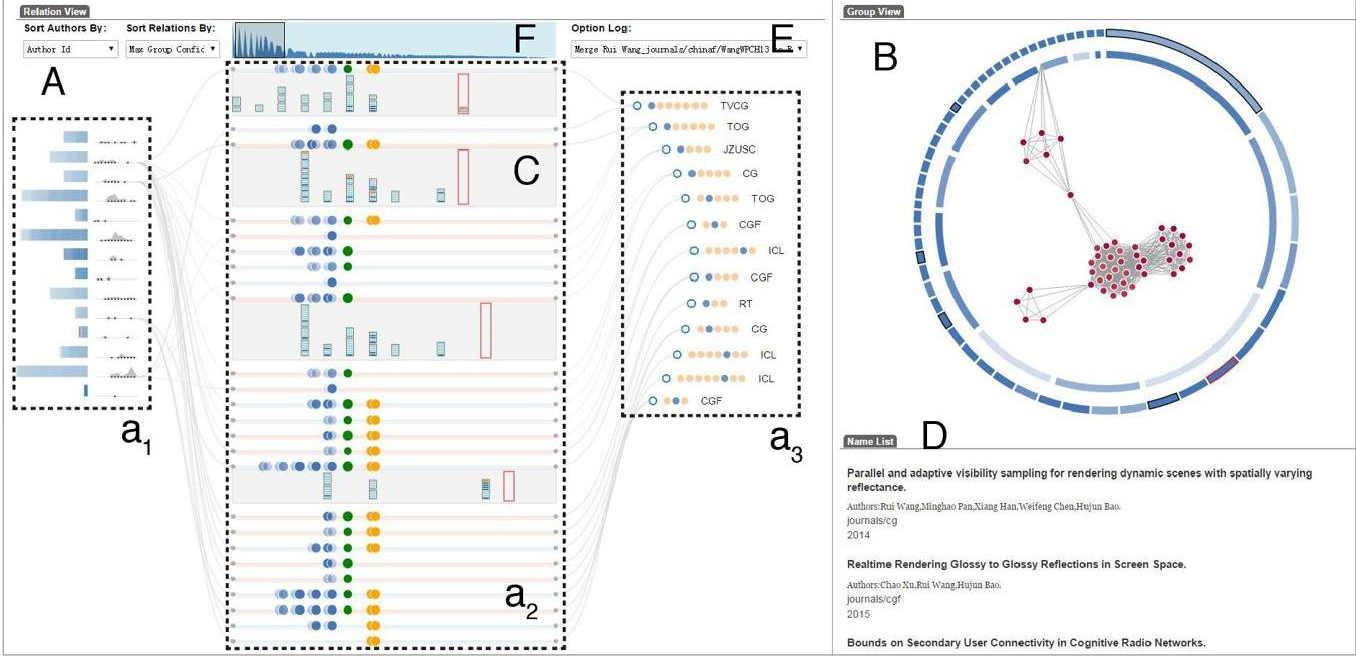 Relation View
Sort Authors By:
Sort Relations By:
Option Log:
Author Id
Max Group Confic
Merge Rui Wang_journals/chinaf/WangWPCH13
F
E
A
C
a1
a2
a3
TVCG
TOG
JZUSC
CG
TOG
CGF
ICL
CGF
RT
CG
ICL
ICL
CGF
Group View
B
Name List
D
Parallel and adaptive visibility sampling for rendering dynamic scenes with spatially varying
reflectance.
Authors:Rui Wang,Minghao Pan,Xiang Han,Weifeng Chen,Hujun Bao.
journals/cg
2014
Realtime Rendering Glossy to Glossy Reflections in Screen Space.
Authors:Chao Xu,Rui Wang,Hujun Bao.
journals/cgf
2015
Bounds on Secondary User Connectivity in Cognitive Radio Networks.